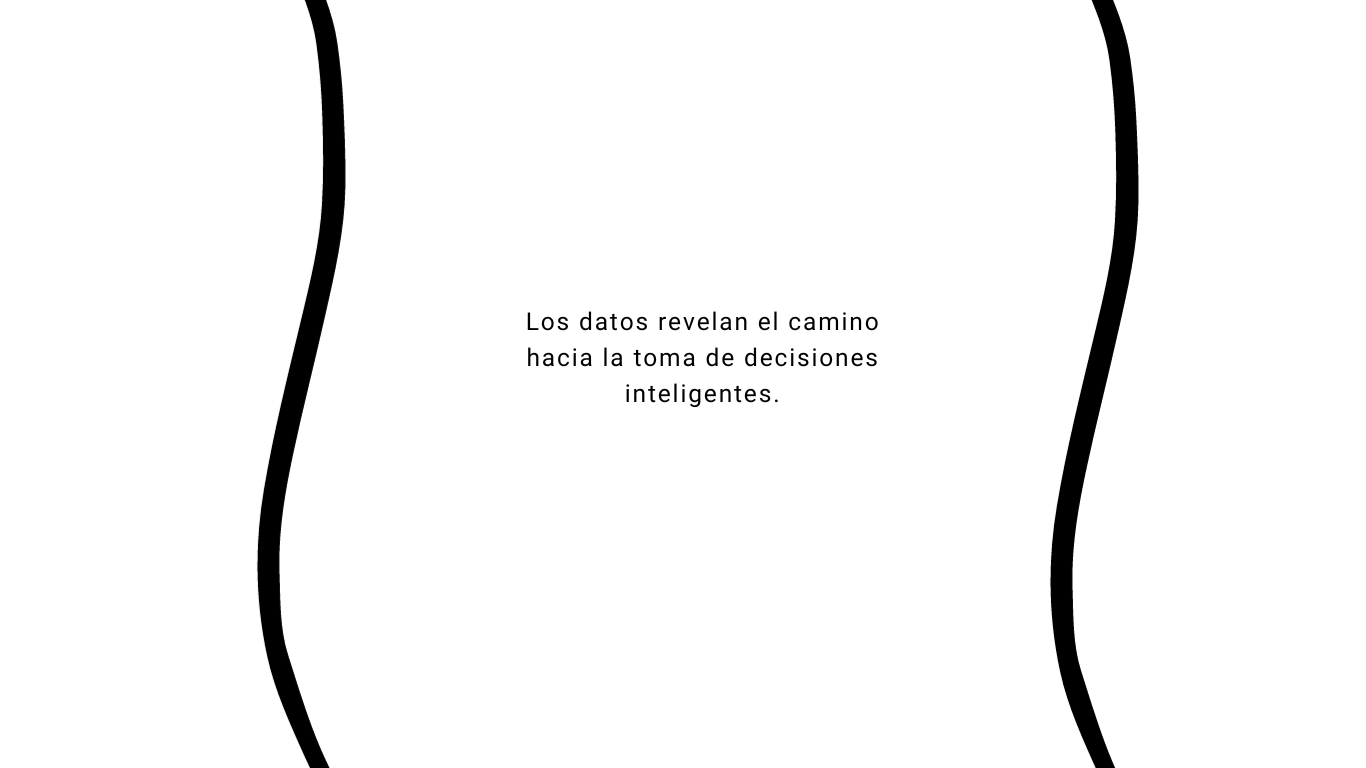 Los datos revelan el camino
hacia la toma de decisiones
inteligentes.